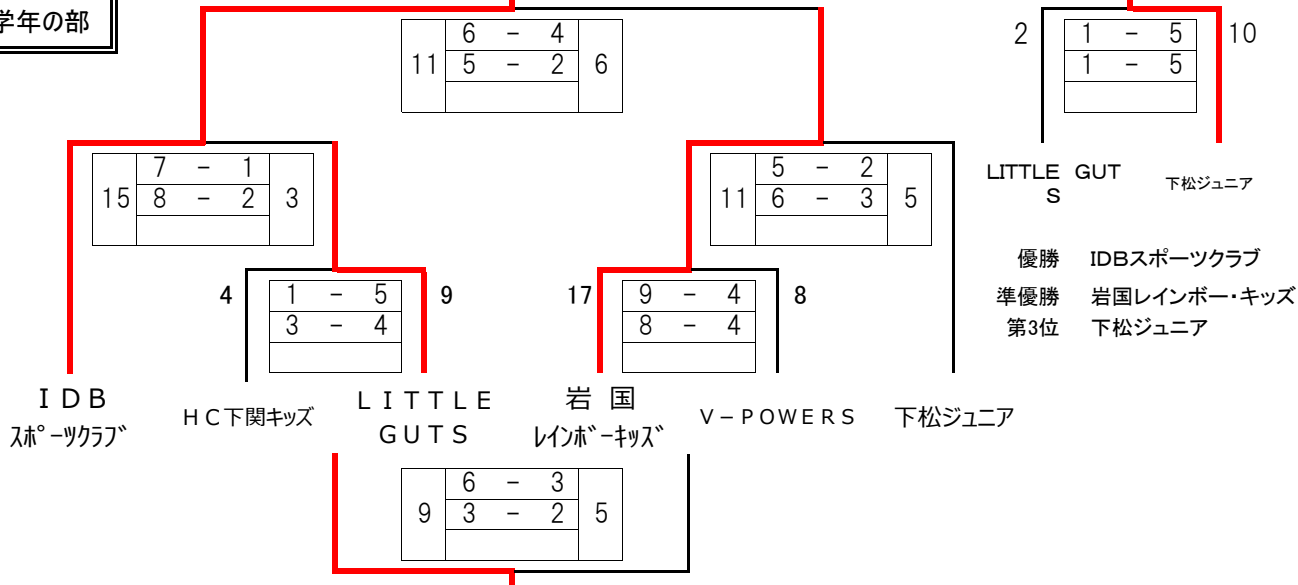 学年の部
6 - 4
11 5 - 2 6
2 1 - 5 10
1 - 5
7 - 1
15 8 - 2 3
5 - 2
11 6 - 3 5
LITTLE GUT
S
下松ジュニア
優勝 IDBスポーツクラブ
準優勝 岩国レインボー・キッズ
第3位 下松ジュニア
4 1 - 5 9
3 - 4
17 9 - 4 8
8 - 4
ＩＤＢ
ｽﾎﾟｰﾂｸﾗﾌﾞ
ＨＣ下関キッズ
ＬＩＴＴＬＥ
ＧＵＴＳ
岩 国
ﾚｲﾝﾎﾞｰｷｯｽﾞ
Ｖ－ＰＯＷＥＲＳ
下松ジュニア
6 - 3
9 3 - 2 5